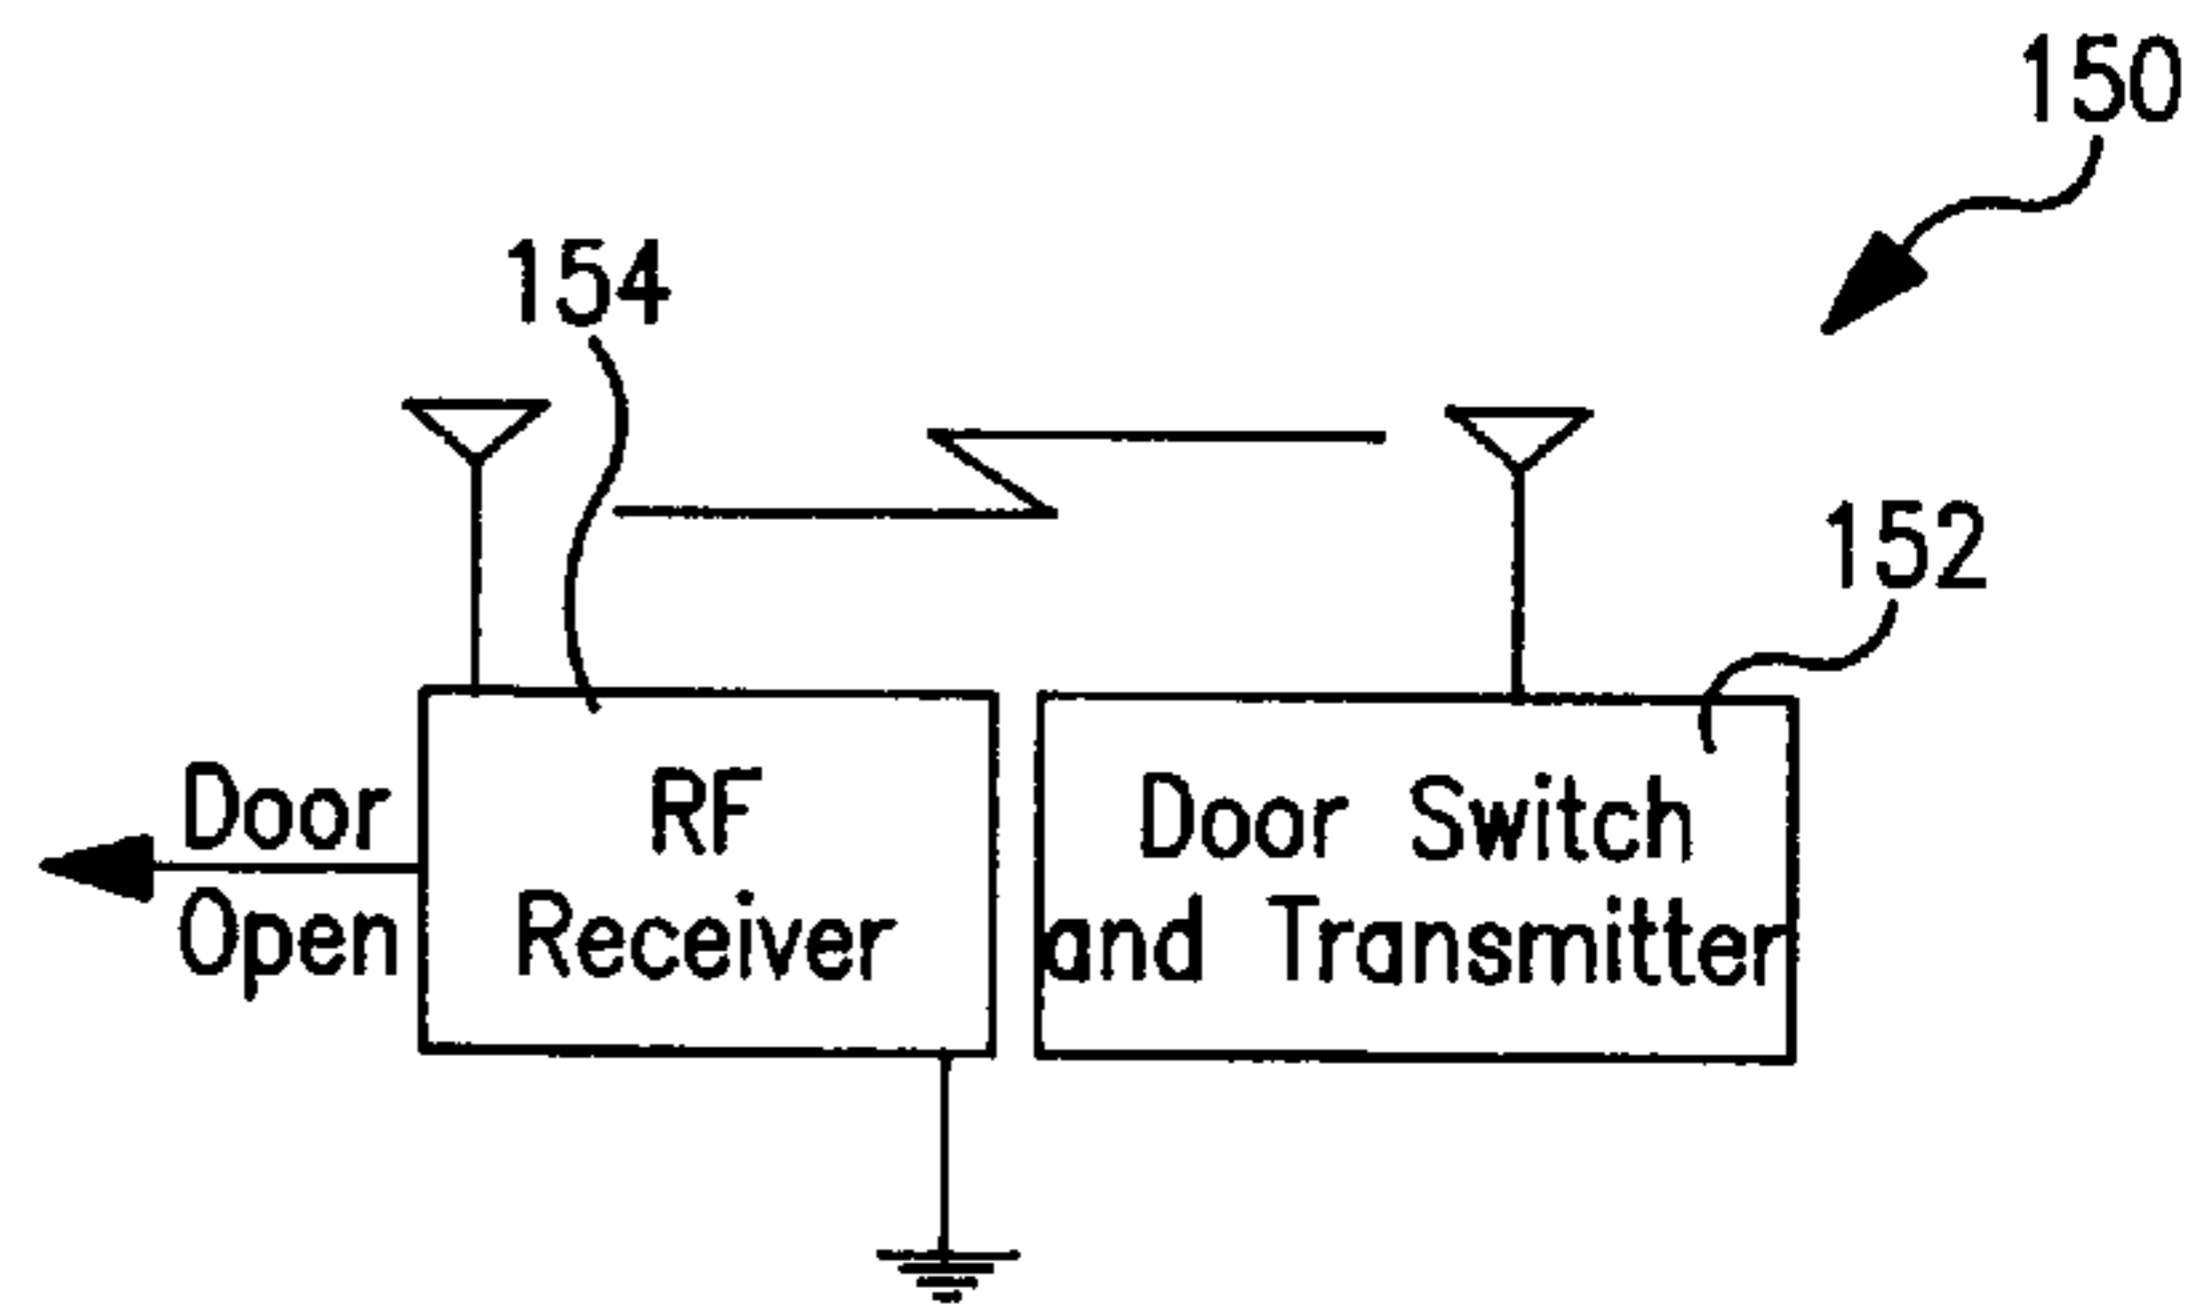 150
154
152
Door
Open
RF
Receiver
Door Switch
and Transmitter